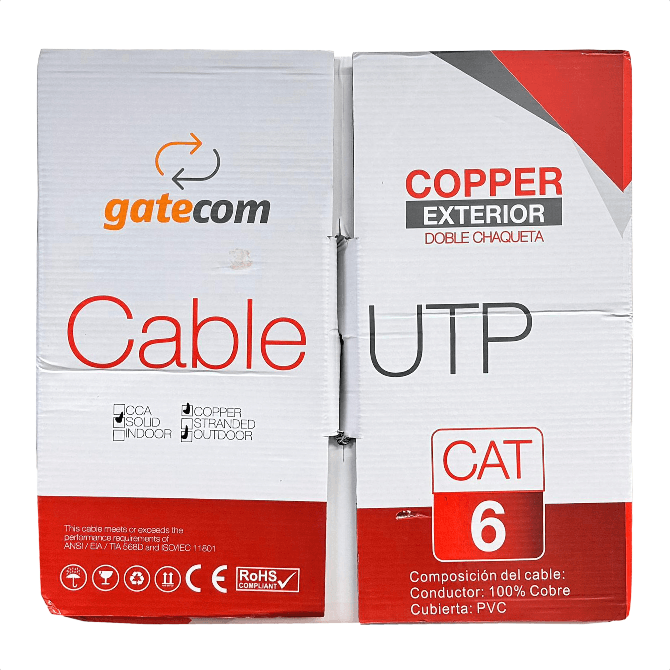 gatecom
COPPER
EXTERIOR
DOBLE CHAQUETA
Cable UTP
CCA
SOLID
INDOOR
COPPER
STRANDED
OUTDOOR
CAT
6
This cable meets or exceeds the
performance requirements of
ANSI / EIA / TIA 568D and ISO/IEC 11801
CE
RoHS
COMPLIANT
Composición del cable:
Conductor: 100% Cobre
Cubierta: PVC